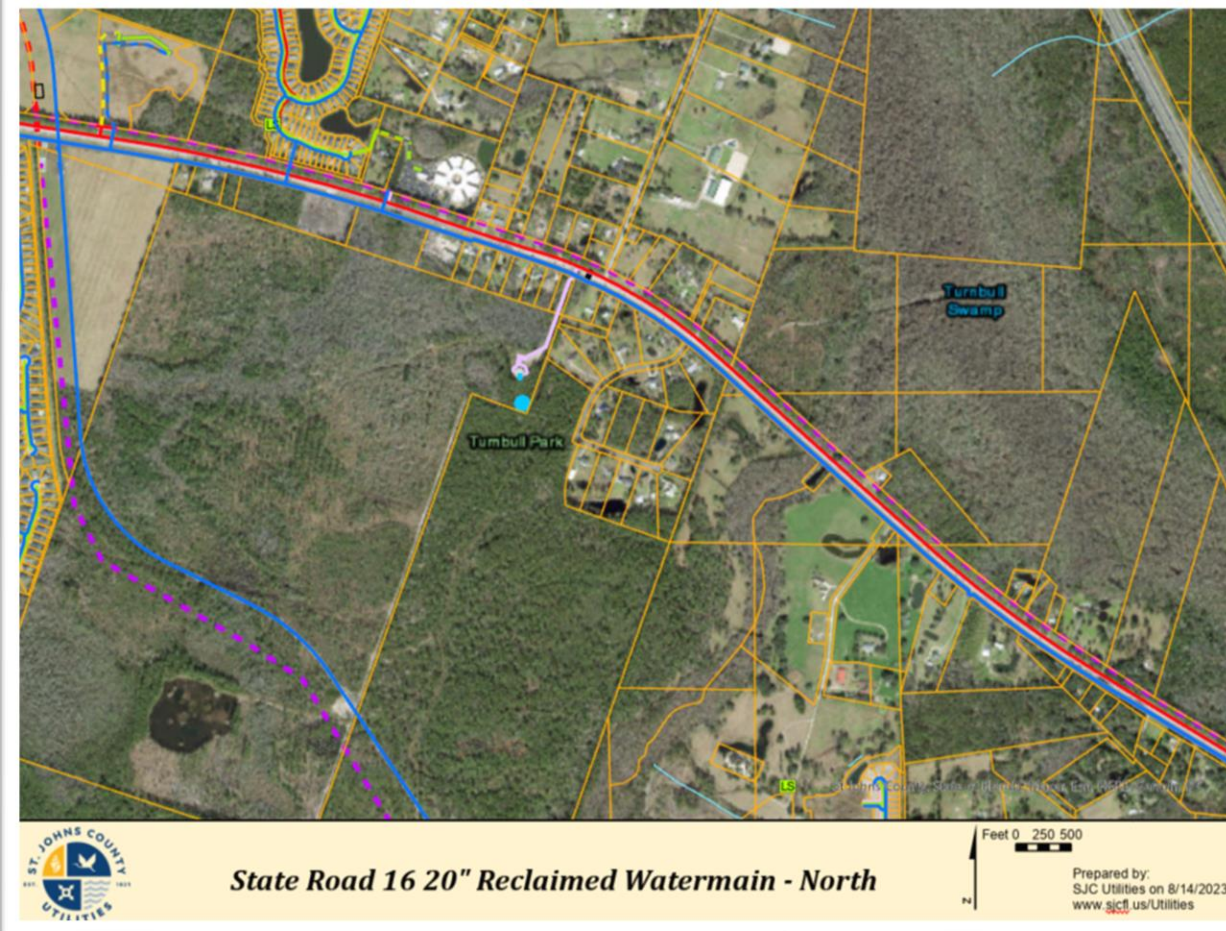 LS
Turnbull
Swamp
Turnbull Park
LS
ST. JOHNS COUNTY
EST. 1821
UTILITIES
State Road 16 20" Reclaimed Watermain - North
N
Feet 0 250 500
Prepared by:
SJC Utilities on 8/14/2023
www.sjcfl.us/Utilities